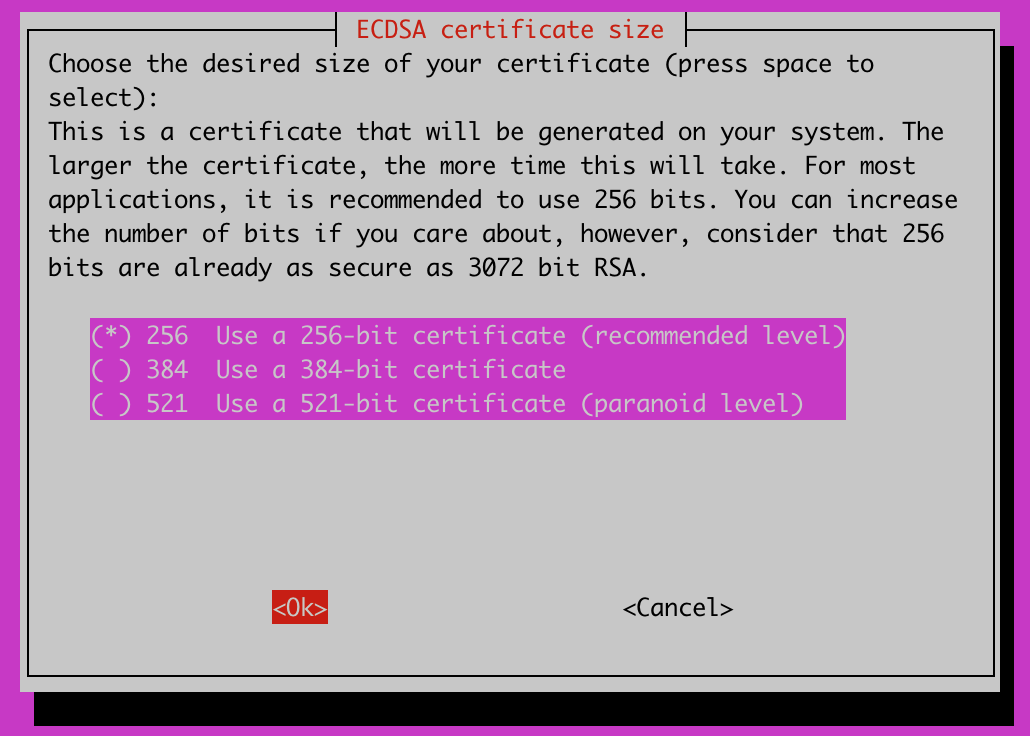 ECDSA certificate size
Choose the desired size of your certificate (press space to
select):
This is a certificate that will be generated on your system. The
larger the certificate, the more time this will take. For most
applications, it is recommended to use 256 bits. You can increase
the number of bits if you care about, however, consider that 256
bits are already as secure as 3072 bit RSA.
(*) 256  Use a 256-bit certificate (recommended level)
( ) 384  Use a 384-bit certificate
( ) 521  Use a 521-bit certificate (paranoid level)
<Ok> <Cancel>